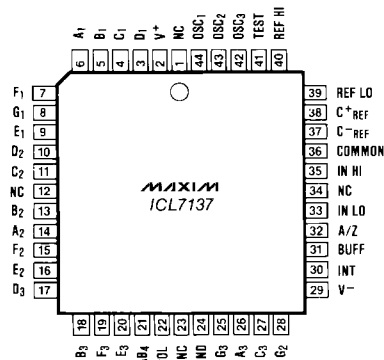 A₁ B₁ C₁ D₁ V⁺ NC OSC₁ OSC₂ OSC₃ TEST REF HI
6 5 4 3 2 1 44 43 42 41 40
F₁ 7
G₁ 8
E₁ 9
D₂ 10
C₂ 11
NC 12
B₂ 13
A₂ 14
F₂ 15
E₂ 16
D₃ 17
MAXIM
ICL7137
39 REF LO
38 C⁺REF
37 C⁻REF
36 COMMON
35 IN HI
34 NC
33 IN LO
32 A/Z
31 BUFF
30 INT
29 V⁻
18 19 20 21 22 23 24 25 26 27 28
B₃ F₃ E₃ AB₄ OL NC ND G₃ A₃ C₃ G₂